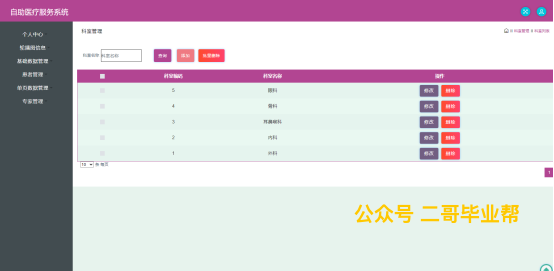 自助医疗服务系统
个人中心
轮播图信息
基础数据管理
患者管理
单页数据管理
专家管理
科室管理
科室管理 科室列表
科室名称 科室名称 查询 添加 批量删除
科室编码 科室名称 操作
5 眼科 修改 删除
4 骨科 修改 删除
3 耳鼻喉科 修改 删除
2 内科 修改 删除
1 外科 修改 删除
10 条 每页
1
公众号 二哥毕业帮